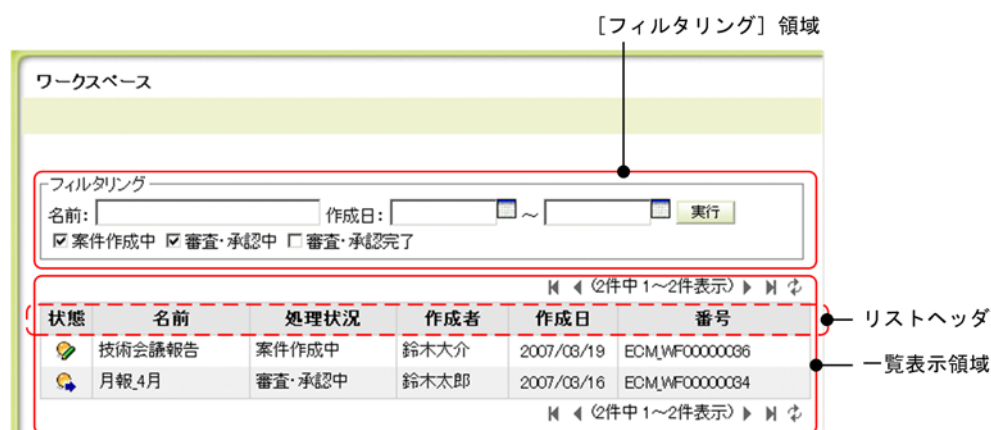 [フィルタリング] 領域
ワークスペース
フィルタリング
名前: 作成日: ～ 実行
案件作成中 審査・承認中 審査・承認完了
(2件中 1～2件表示)
状態 名前 処理状況 作成者 作成日 番号
リストヘッダ
技術会議報告 案件作成中 鈴木大介 2007/03/19 ECM_WF00000036
一覧表示領域
月報_4月 審査・承認中 鈴木太郎 2007/03/16 ECM_WF00000034
(2件中 1～2件表示)